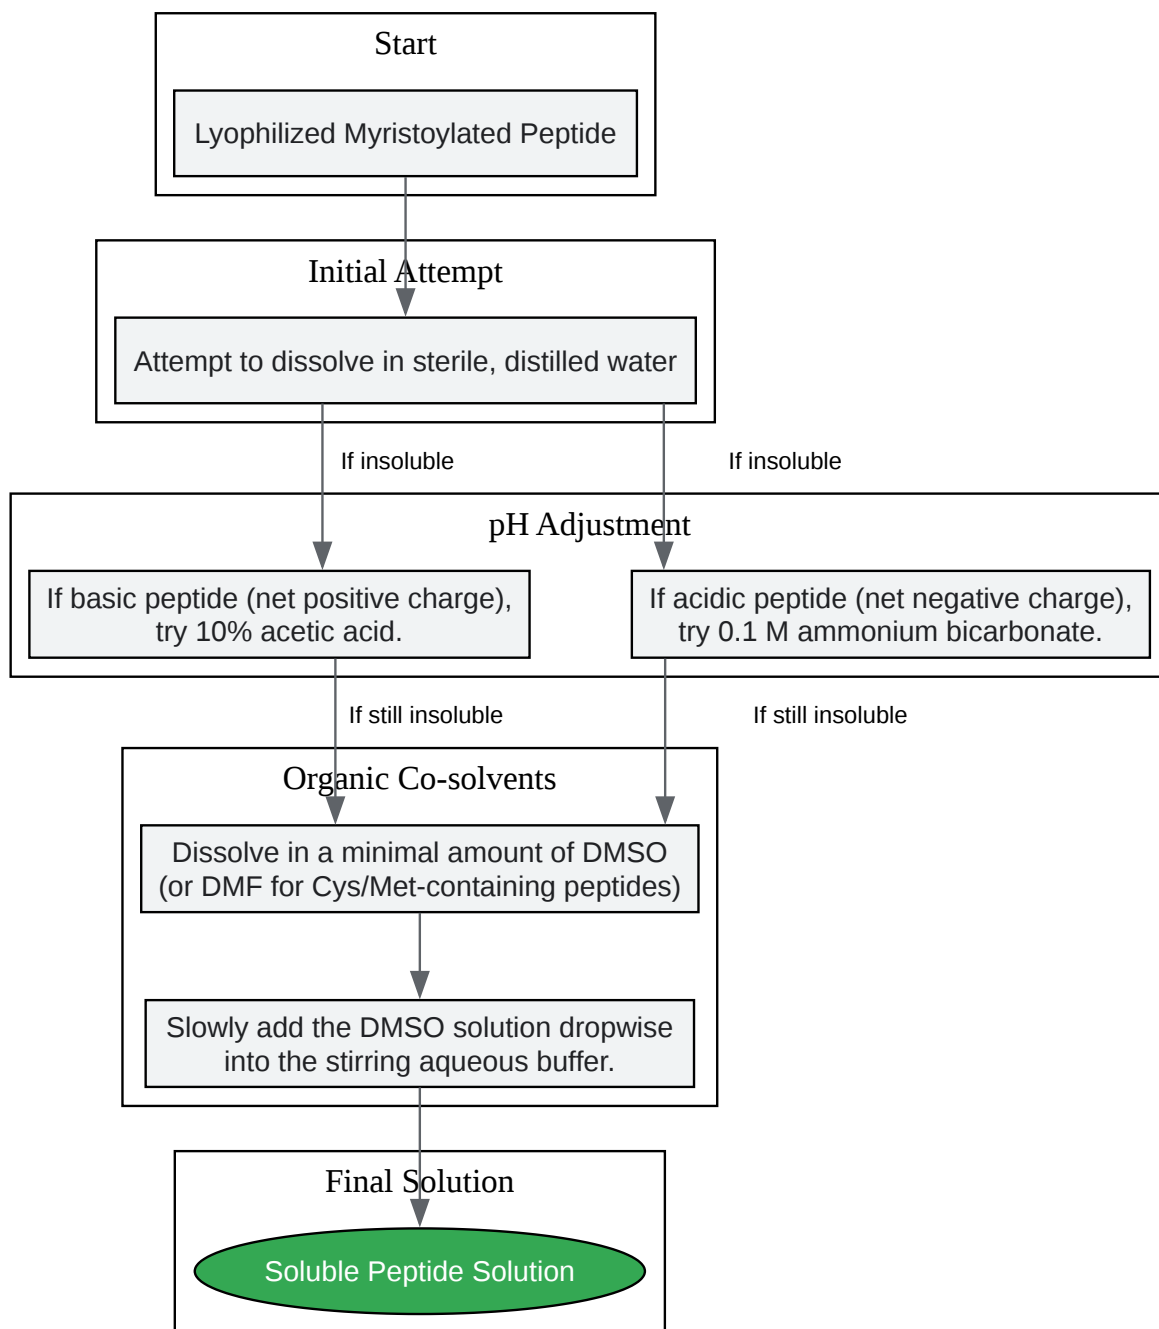 Start
Lyophilized Myristoylated Peptide
Initial Attempt
Attempt to dissolve in sterile, distilled water
If insoluble
If insoluble
pH Adjustment
If basic peptide (net positive charge),
try 10% acetic acid.
If acidic peptide (net negative charge),
try 0.1 M ammonium bicarbonate.
If still insoluble
If still insoluble
Organic Co-solvents
Dissolve in a minimal amount of DMSO
(or DMF for Cys/Met-containing peptides)
Slowly add the DMSO solution dropwise
into the stirring aqueous buffer.
Final Solution
Soluble Peptide Solution